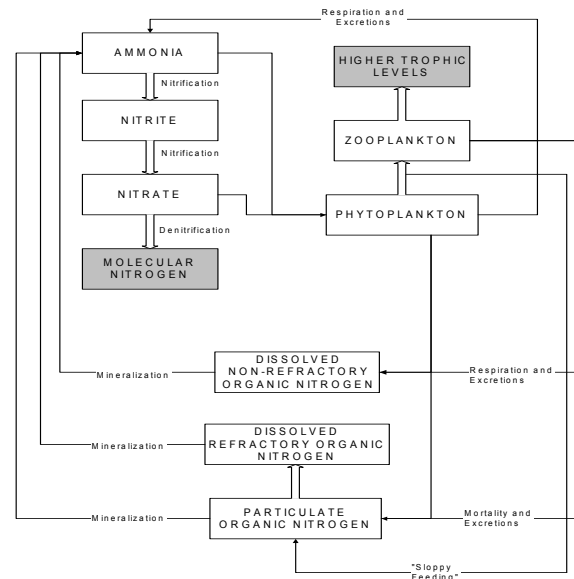 Respiration and
Excretions
AMMONIA
HIGHER TROPHIC
LEVELS
Nitrification
NITRITE
ZOOPLANKTON
Nitrification
NITRATE
PHYTOPLANKTON
Denitrification
MOLECULAR
NITROGEN
DISSOLVED
NON-REFRACTORY
ORGANIC NITROGEN
Mineralization
Respiration and
Excretions
DISSOLVED
REFRACTORY ORGANIC
NITROGEN
Mineralization
PARTICULATE
ORGANIC NITROGEN
Mineralization
Mortality and
Excretions
"Sloppy
Feeding"